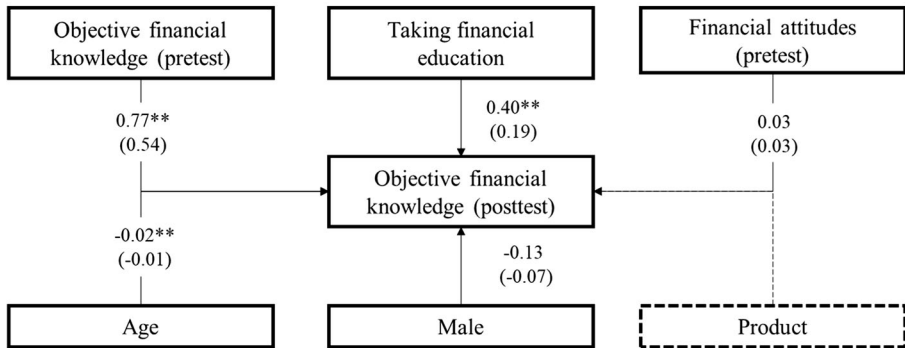 Objective financial
knowledge (pretest)
Taking financial
education
Financial attitudes
(pretest)
0.77**
(0.54)
0.40**
(0.19)
0.03
(0.03)
Objective financial
knowledge (posttest)
-0.02**
(-0.01)
-0.13
(-0.07)
Age
Male
Product